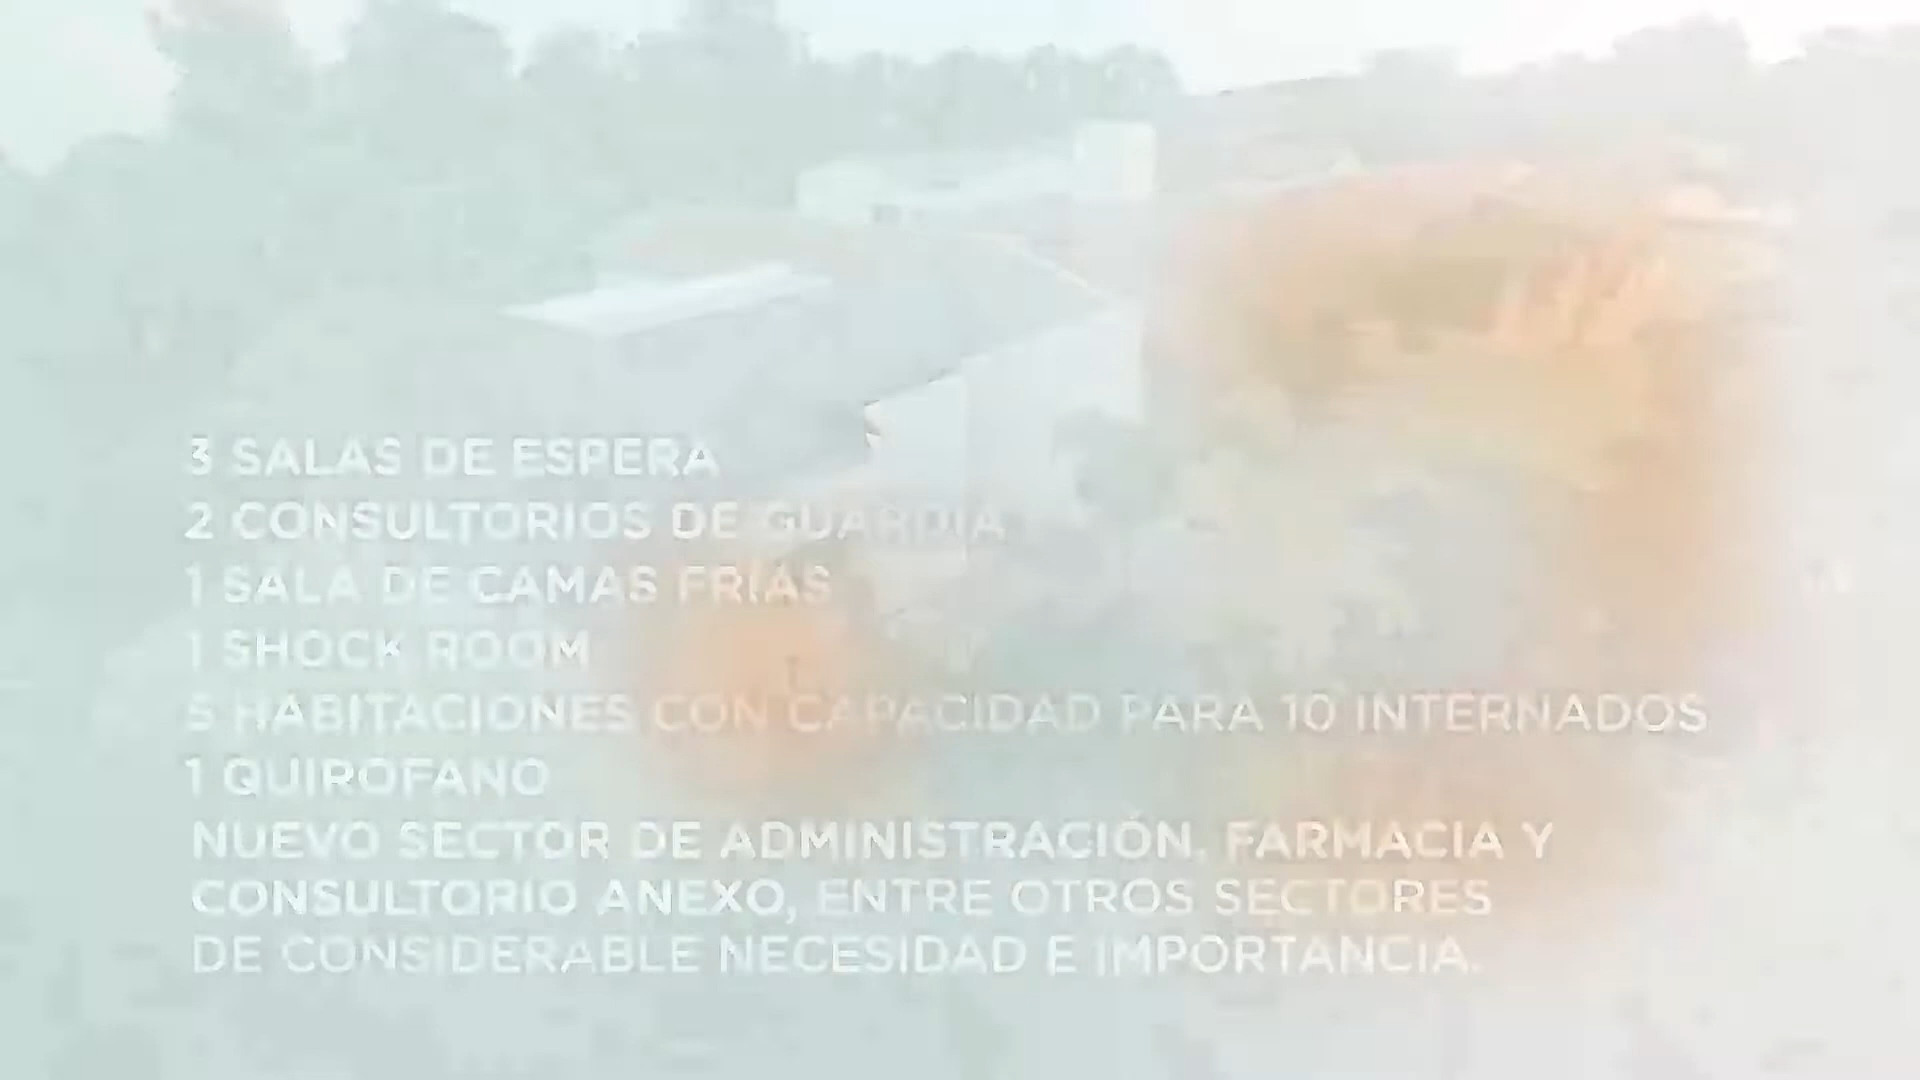 3 SALAS DE ESPERA
2 CONSULTORIOS DE GUARDIA
1 SALA DE CAMAS FRÍAS
1 SHOCK ROOM
5 HABITACIONES CON CAPACIDAD PARA 10 INTERNADOS
1 QUIROFANO
NUEVO SECTOR DE ADMINISTRACIÓN, FARMACIA Y
CONSULTORIO ANEXO, ENTRE OTROS SECTORES
DE CONSIDERABLE NECESIDAD E IMPORTANCIA.